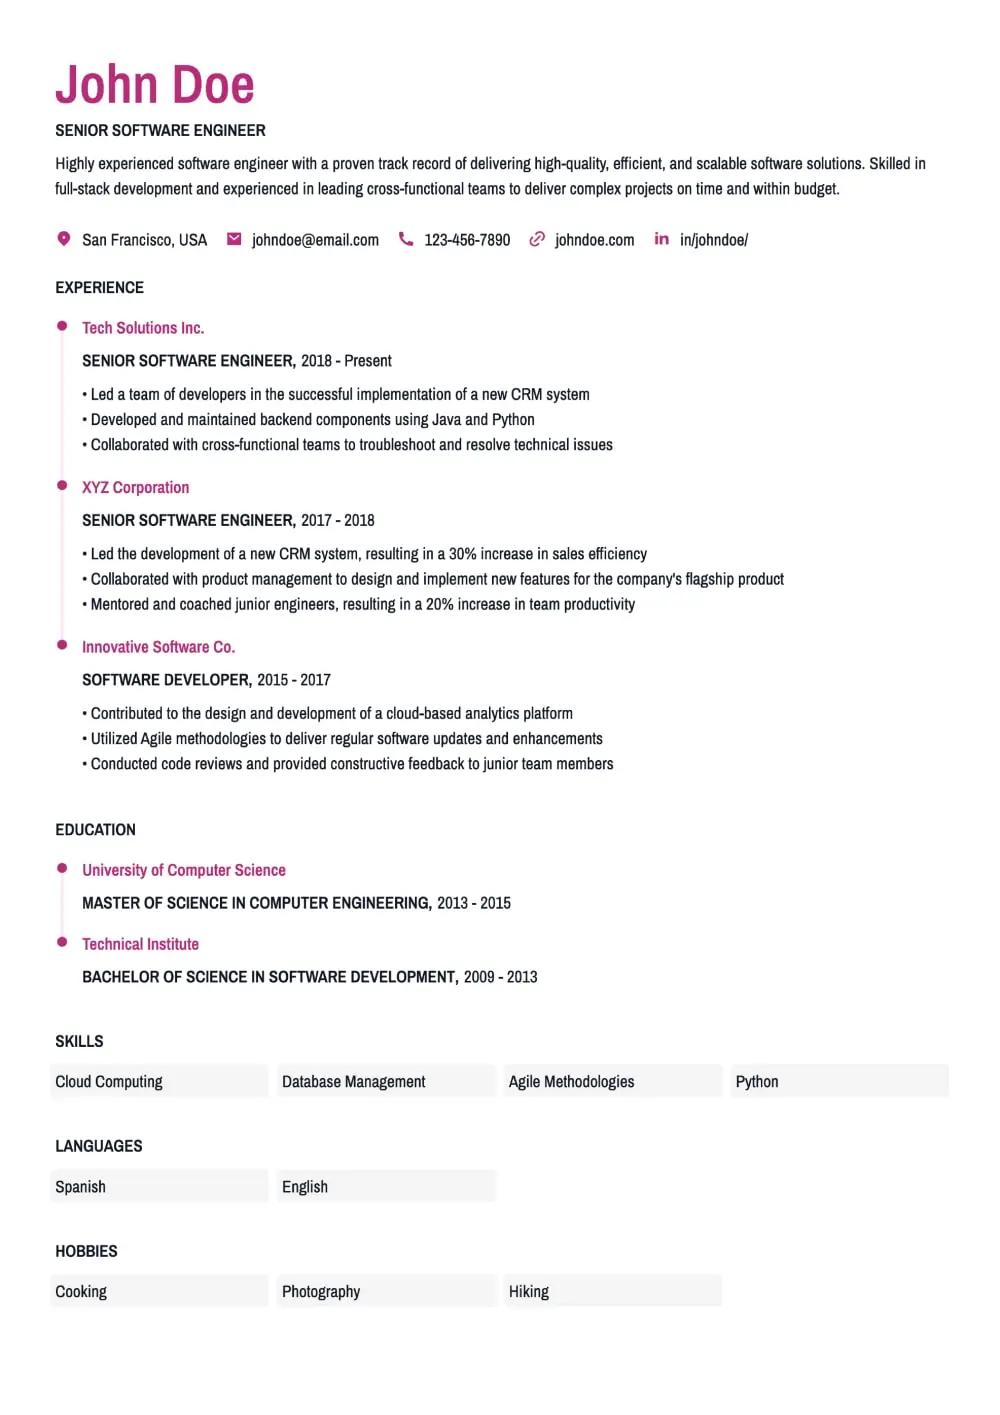 John Doe
SENIOR SOFTWARE ENGINEER
Highly experienced software engineer with a proven track record of delivering high-quality, efficient, and scalable software solutions. Skilled in
full-stack development and experienced in leading cross-functional teams to deliver complex projects on time and within budget.
San Francisco, USA johndoe@email.com 123-456-7890 johndoe.com in in/johndoe/
EXPERIENCE
Tech Solutions Inc.
SENIOR SOFTWARE ENGINEER, 2018 - Present
• Led a team of developers in the successful implementation of a new CRM system
• Developed and maintained backend components using Java and Python
• Collaborated with cross-functional teams to troubleshoot and resolve technical issues
XYZ Corporation
SENIOR SOFTWARE ENGINEER, 2017 - 2018
• Led the development of a new CRM system, resulting in a 30% increase in sales efficiency
• Collaborated with product management to design and implement new features for the company's flagship product
• Mentored and coached junior engineers, resulting in a 20% increase in team productivity
Innovative Software Co.
SOFTWARE DEVELOPER, 2015 - 2017
• Contributed to the design and development of a cloud-based analytics platform
• Utilized Agile methodologies to deliver regular software updates and enhancements
• Conducted code reviews and provided constructive feedback to junior team members
EDUCATION
University of Computer Science
MASTER OF SCIENCE IN COMPUTER ENGINEERING, 2013 - 2015
Technical Institute
BACHELOR OF SCIENCE IN SOFTWARE DEVELOPMENT, 2009 - 2013
SKILLS
Cloud Computing Database Management Agile Methodologies Python
LANGUAGES
Spanish English
HOBBIES
Cooking Photography Hiking